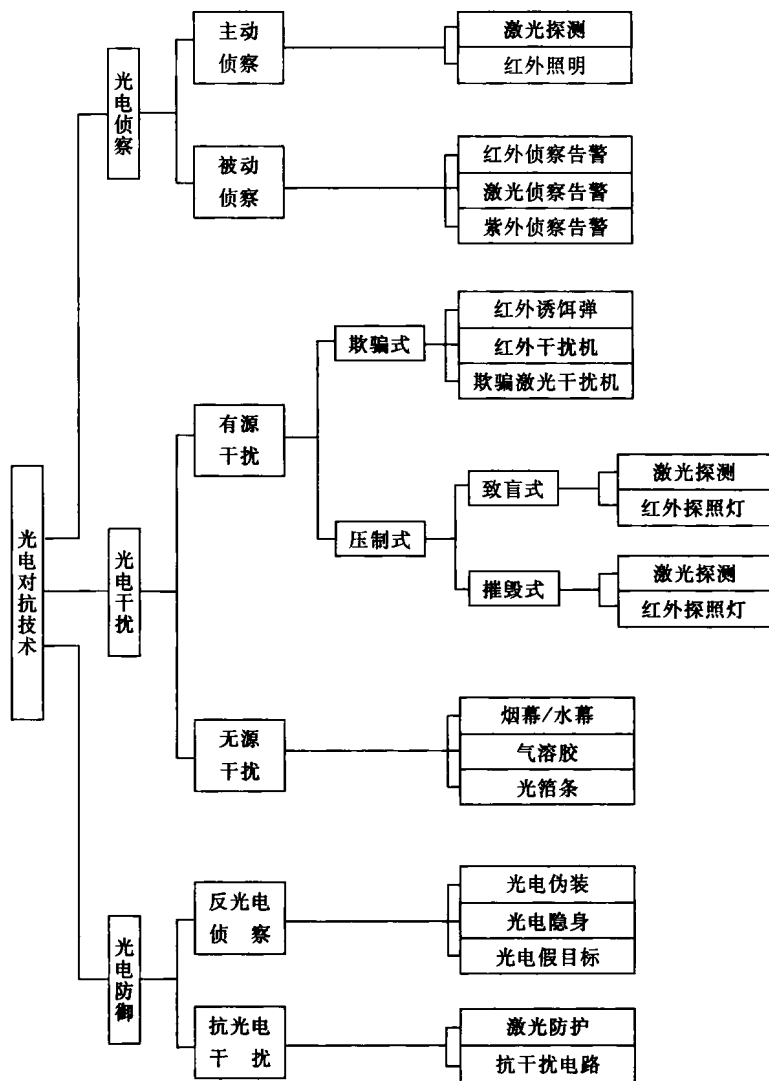 光电对抗技术
光电侦察
主动
侦察
激光探测
红外照明
被动
侦察
红外侦察告警
激光侦察告警
紫外侦察告警
光电干扰
有源
干扰
欺骗式
红外诱饵弹
红外干扰机
欺骗激光干扰机
压制式
致盲式
激光探测
红外探照灯
摧毁式
激光探测
红外探照灯
无源
干扰
烟幕/水幕
气溶胶
光箔条
光电防御
反光电
侦察
光电伪装
光电隐身
光电假目标
抗光电
干扰
激光防护
抗干扰电路